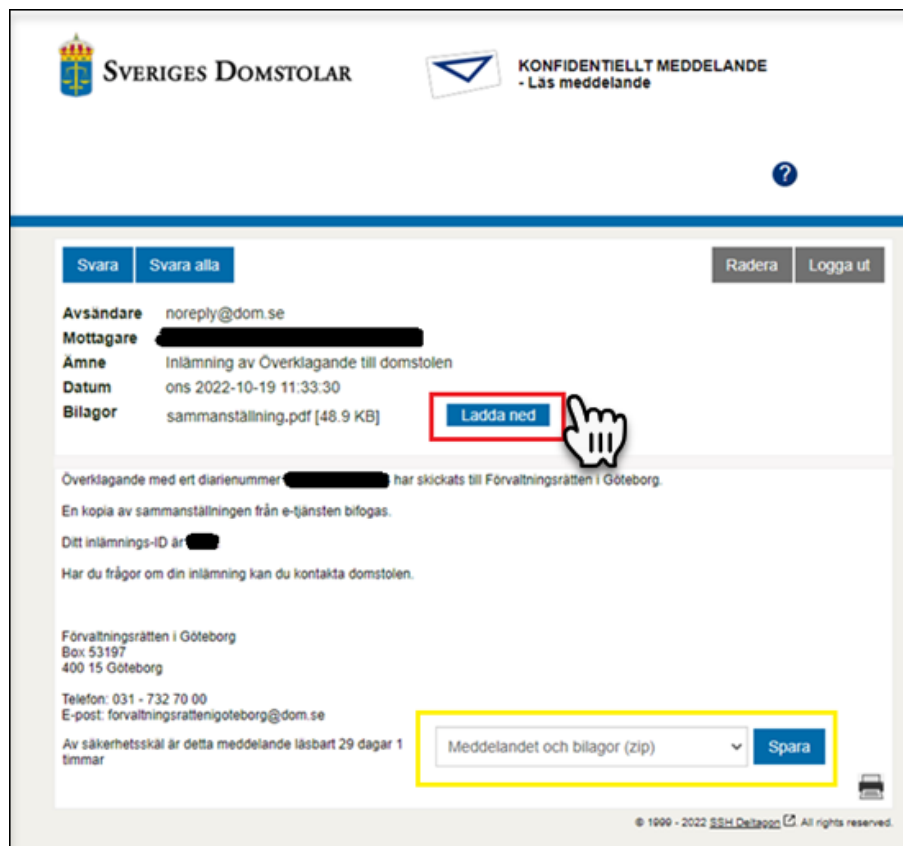 SVERIGES DOMSTOLAR
KONFIDENTIELLT MEDDELANDE
- Läs meddelande
?
Svara Svara alla Radera Logga ut
Avsändare noreply@dom.se
Mottagare
Ämne Inlämning av Överklagande till domstolen
Datum ons 2022-10-19 11:33:30
Bilagor sammanställning.pdf [48.9 KB] Ladda ned
Överklagande med ert diarienummer har skickats till Förvaltningsrätten i Göteborg.
En kopia av sammanställningen från e-tjänsten bifogas.
Ditt inlämnings-ID är
Har du frågor om din inlämning kan du kontakta domstolen.
Förvaltningsrätten i Göteborg
Box 53197
400 15 Göteborg
Telefon: 031 - 732 70 00
E-post: forvaltningsrattenigoteborg@dom.se
Av säkerhetsskäl är detta meddelande läsbart 29 dagar 1
timmar
Meddelandet och bilagor (zip) Spara
© 1999 - 2022 SSH Deltagon. All rights reserved.